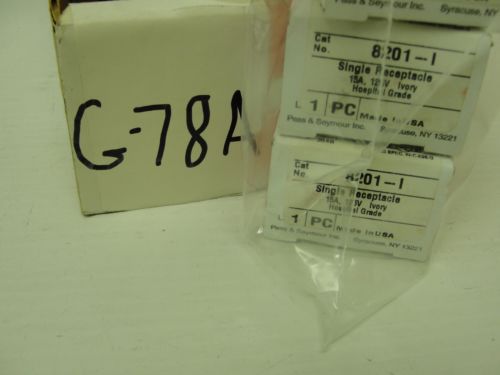 Pass & Seymour Inc. Syracuse, NY
G-78A
Cat
No. 8201-I
Single Receptacle
15A, 125V Ivory
Hospital Grade
1 PC Made in USA
Pass & Seymour Inc. Syracuse, NY 13221
Cat
No. 8201-I
Single Receptacle
15A, 125V Ivory
Hospital Grade
1 PC Made in USA
Pass & Seymour Inc. Syracuse, NY 13221